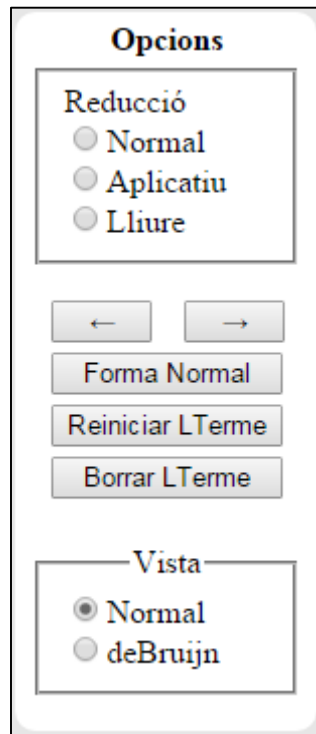 Opcions
Reducció
Normal
Aplicatiu
Lliure
← →
Forma Normal
Reiniciar LTerme
Borrar LTerme
Vista
Normal
deBruijn